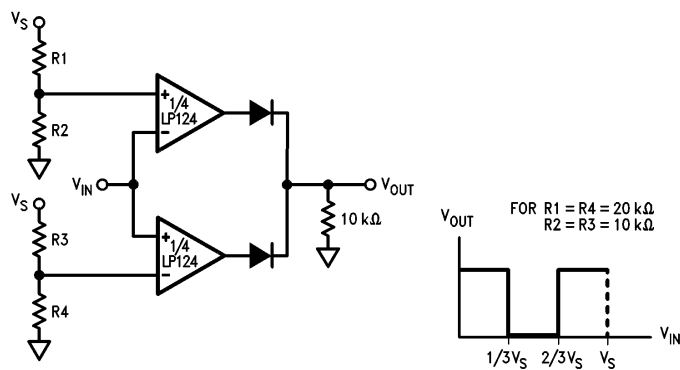 VS
R1
R2
+
1/4
LP124
−
VIN
VS
R3
R4
+
1/4
LP124
−
VOUT
10 kΩ
FOR R1 = R4 = 20 kΩ
R2 = R3 = 10 kΩ
VOUT
VIN
1/3VS
2/3VS
VS